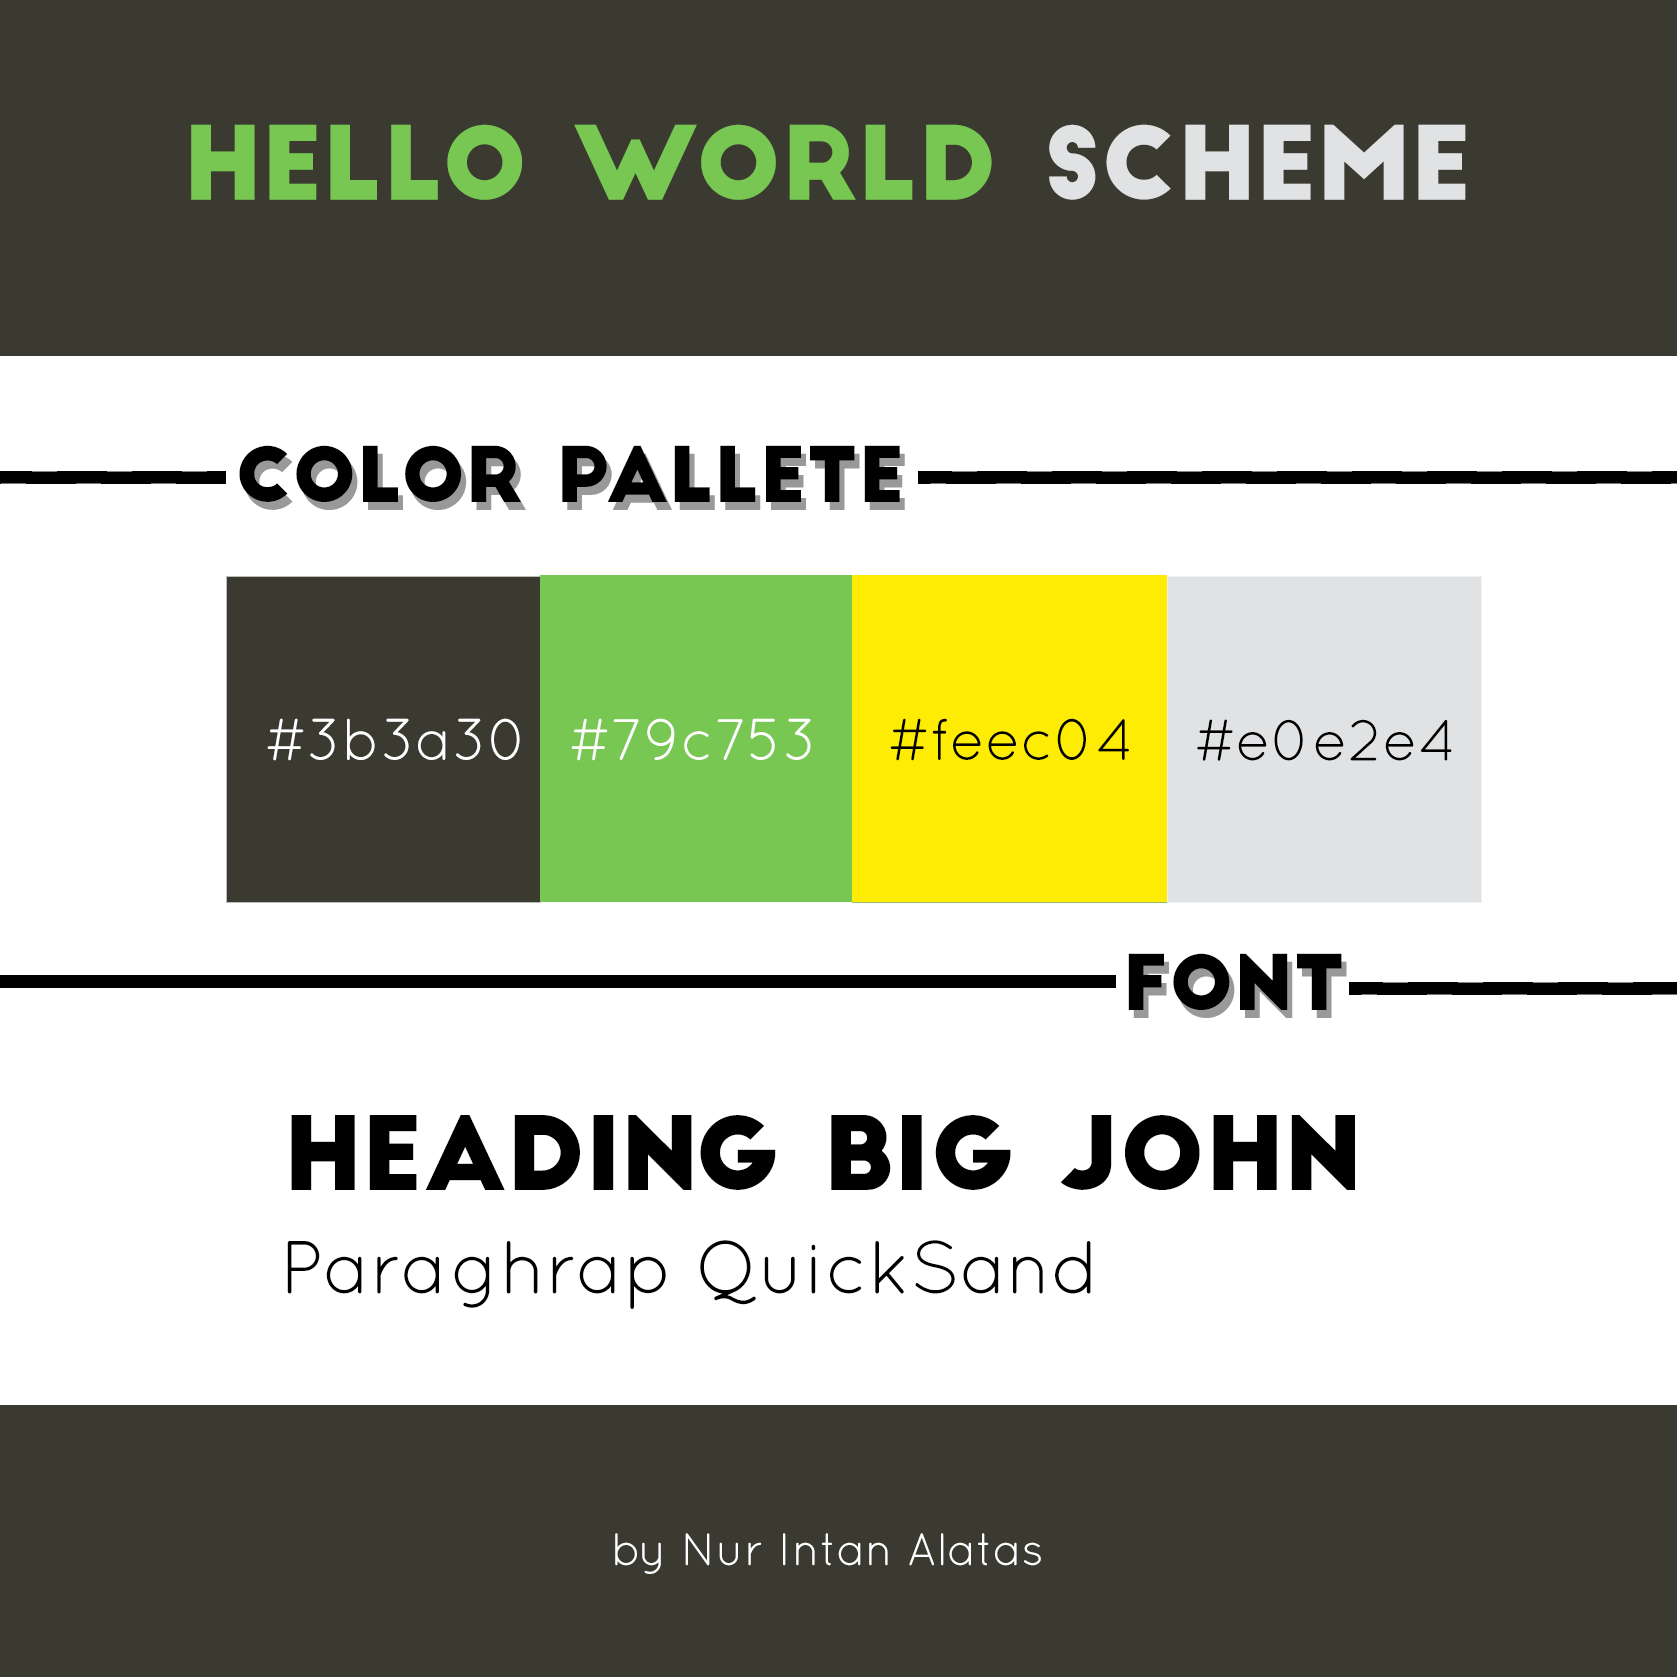 HELLO WORLD SCHEME
COLOR PALLETE
#3b3a30 #79c753 #feec04 #e0e2e4
FONT
HEADING BIG JOHN
Paraghrap QuickSand
by Nur Intan Alatas